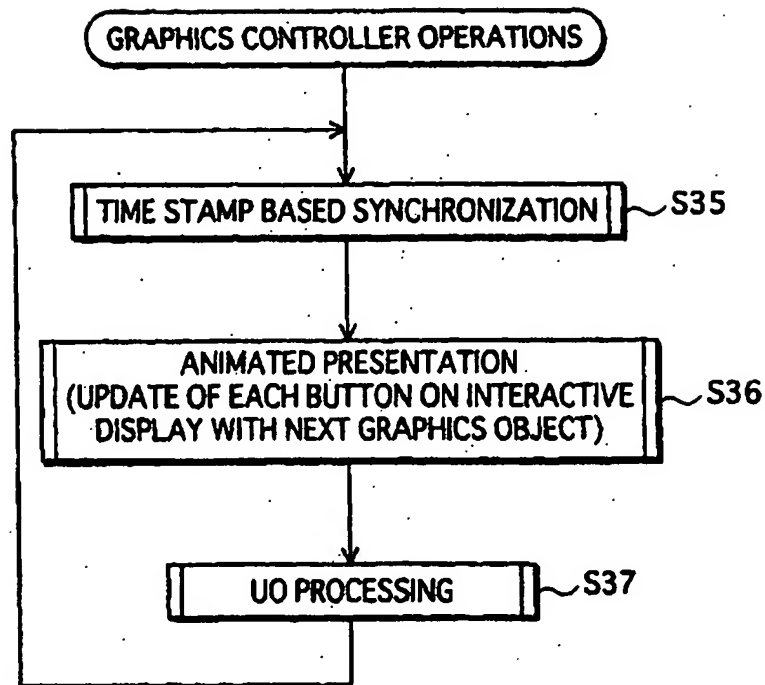 GRAPHICS CONTROLLER OPERATIONS
TIME STAMP BASED SYNCHRONIZATION
S35
ANIMATED PRESENTATION
(UPDATE OF EACH BUTTON ON INTERACTIVE
DISPLAY WITH NEXT GRAPHICS OBJECT)
S36
UO PROCESSING
S37